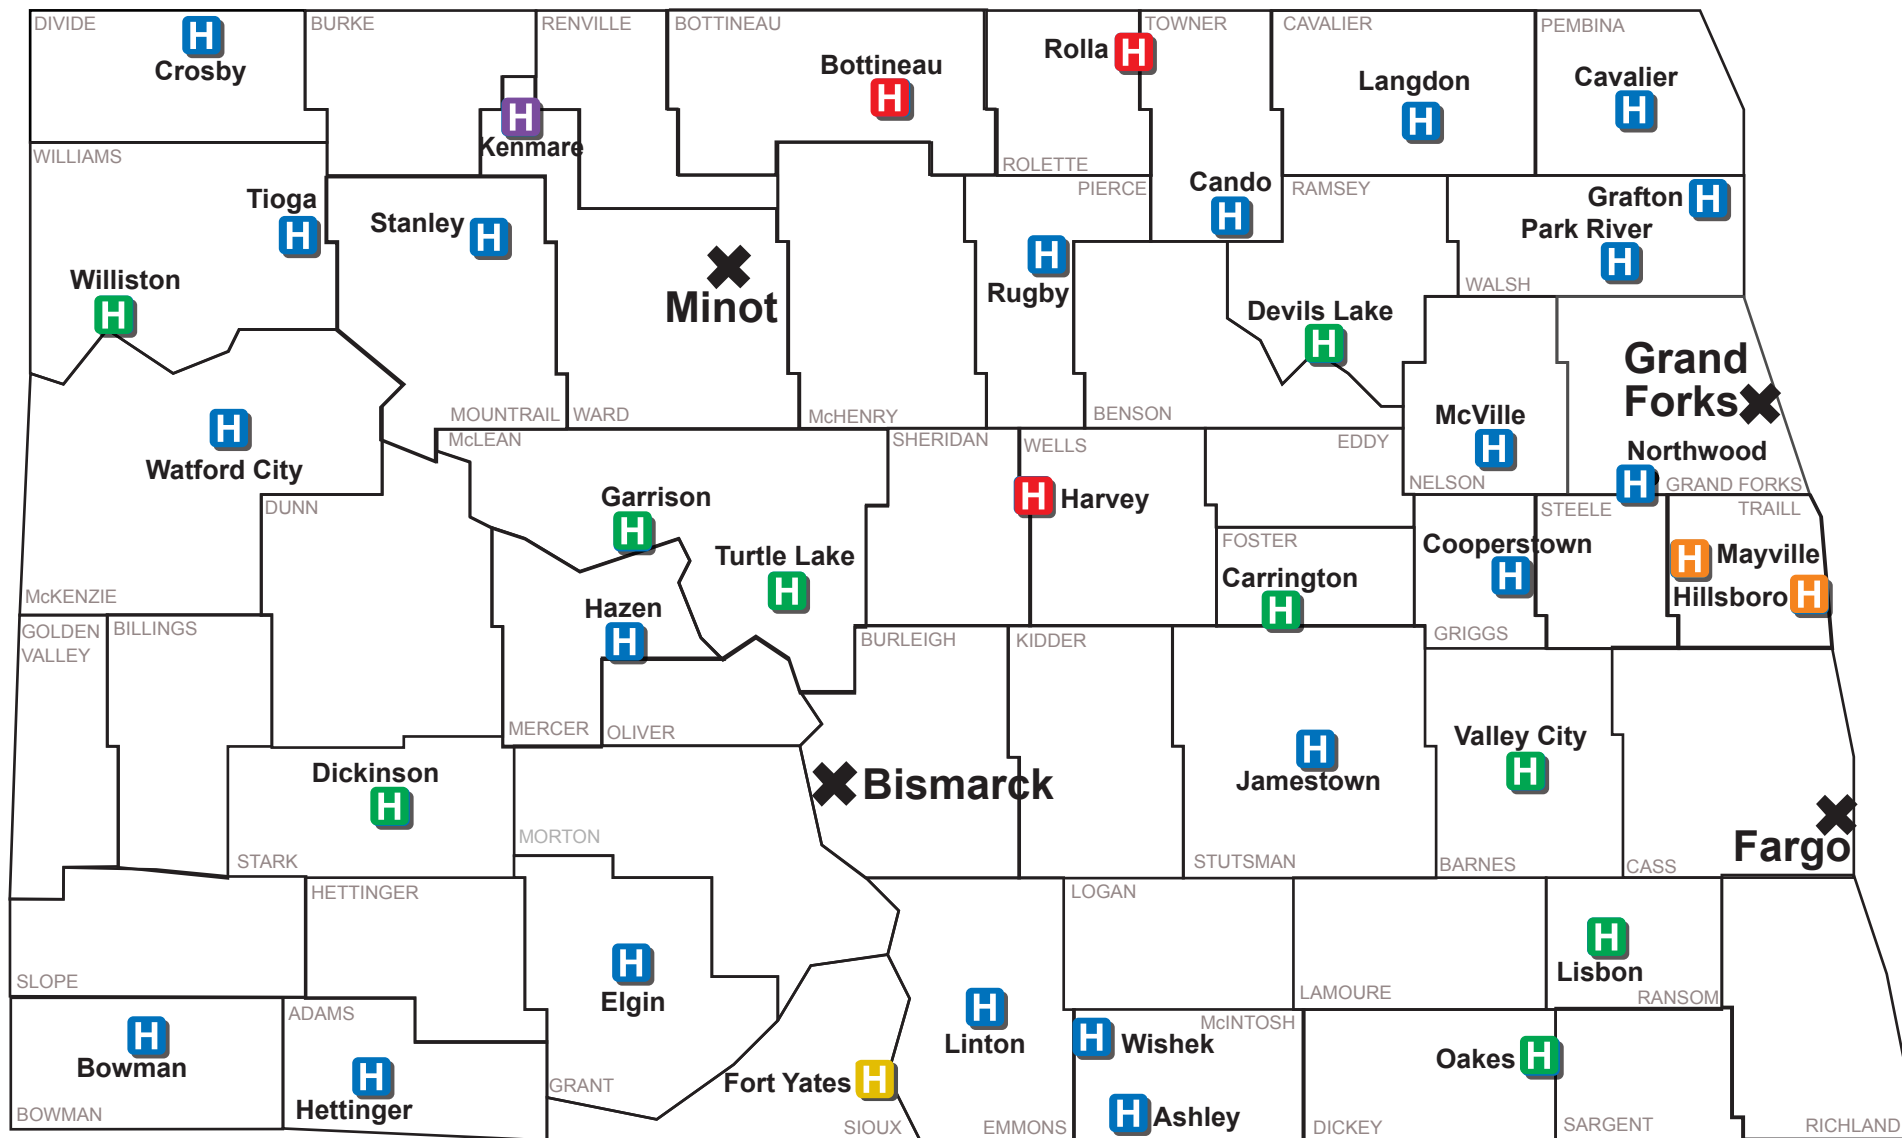 DIVIDE
H
Crosby
BURKE
RENVILLE
BOTTINEAU
Bottineau
H
Rolla H
TOWNER
CAVALIER
Langdon
H
PEMBINA
Cavalier
H
H
Kenmare
ROLETTE
WILLIAMS
Tioga
H
Stanley H
PIERCE
Cando
H
RAMSEY
Grafton H
Park River
H
WALSH
Williston
H
Minot
H
Rugby
Devils Lake
H
Grand
Forks
H
Watford City
MOUNTRAIL
WARD
McHENRY
BENSON
McVille
H
NELSON
Northwood
H
GRAND FORKS
McLEAN
SHERIDAN
WELLS
EDDY
DUNN
Garrison
H
H Harvey
STEELE
TRAILL
Turtle Lake
H
FOSTER
Carrington
H
Cooperstown
H
H Mayville
Hillsboro H
McKENZIE
Hazen
H
GOLDEN
VALLEY
BILLINGS
BURLEIGH
KIDDER
GRIGGS
MERCER
OLIVER
Dickinson
H
Bismarck
H
Jamestown
Valley City
H
MORTON
Fargo
STARK
STUTSMAN
BARNES
CASS
HETTINGER
LOGAN
H
Elgin
H
Lisbon
SLOPE
LAMOURE
RANSOM
H
Bowman
ADAMS
H
Linton
McINTOSH
H Wishek
Oakes H
H
Hettinger
Fort Yates H
GRANT
H Ashley
BOWMAN
SIOUX
EMMONS
DICKEY
SARGENT
RICHLAND